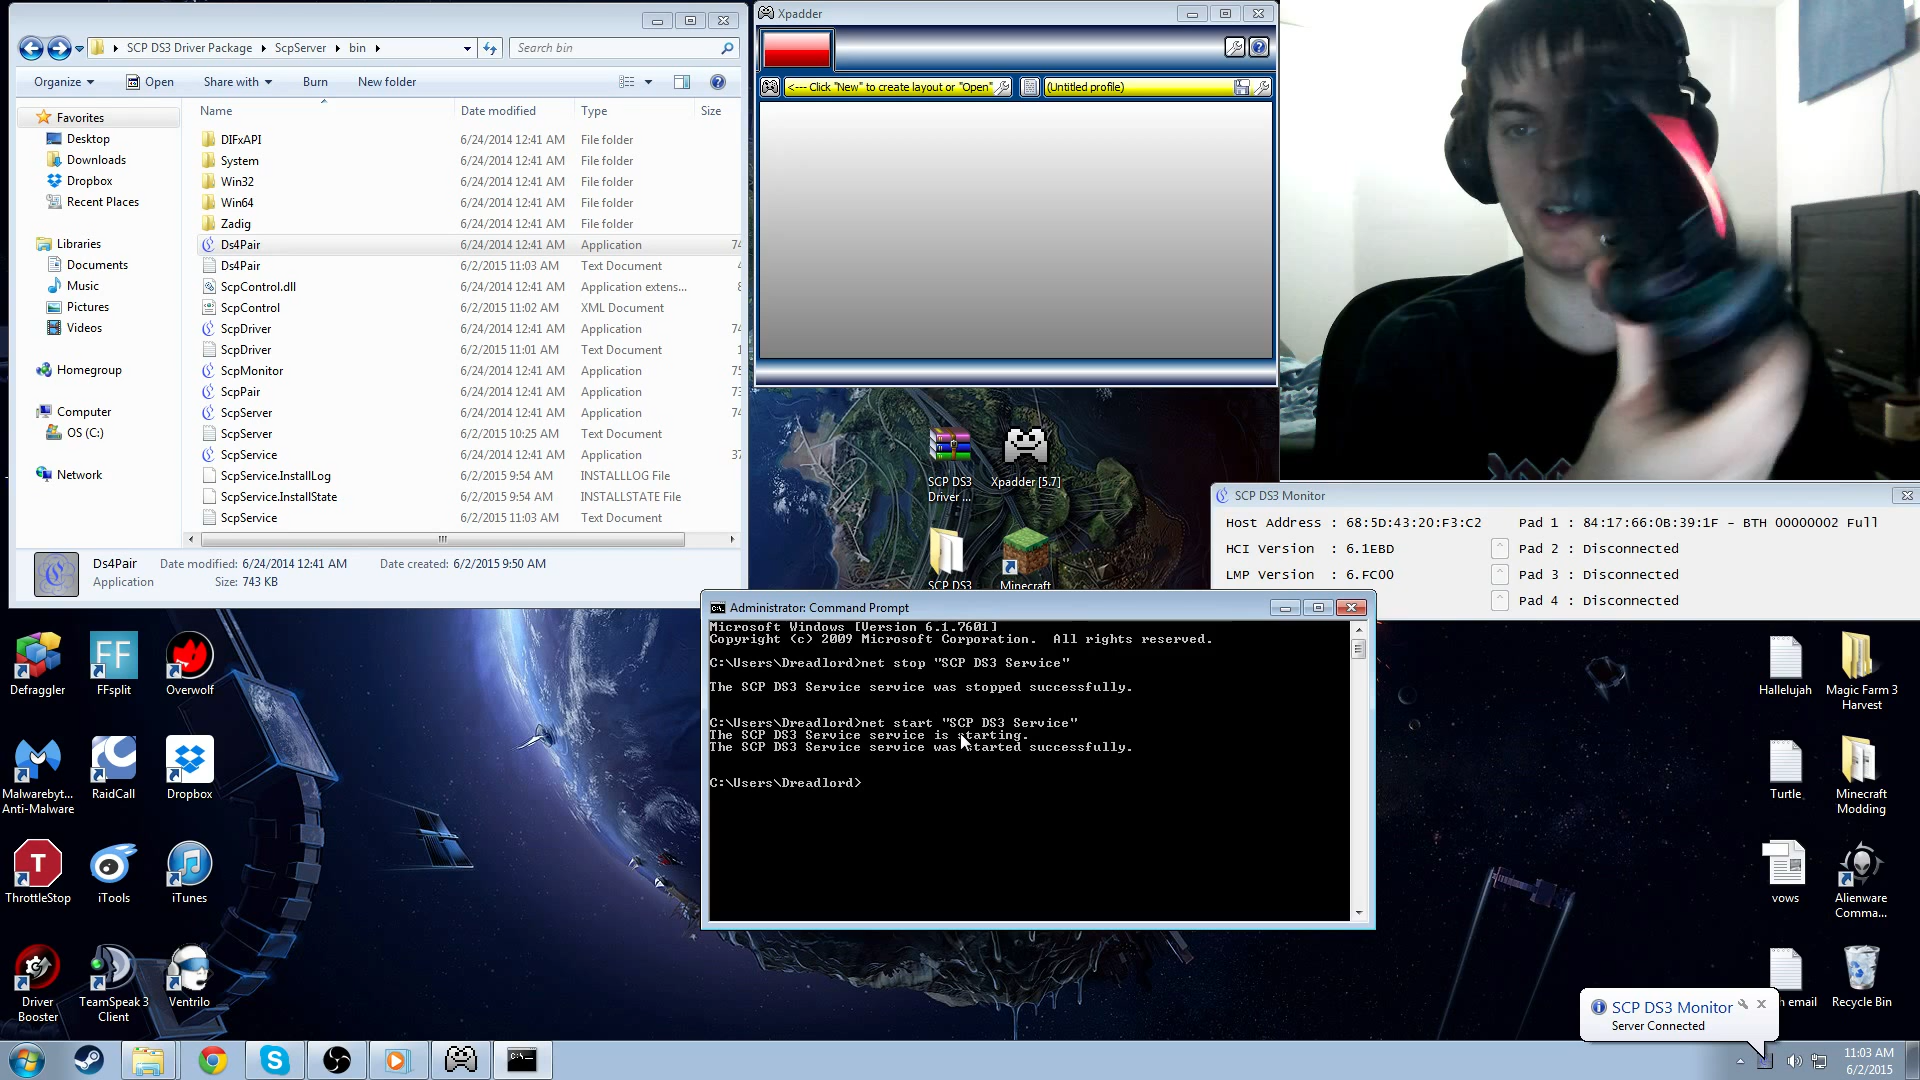 SCP DS3 Driver Package
ScpServer
bin
Search bin
Organize
Open
Share with
Burn
New folder
Name
Date modified
Type
Size
Favorites
Desktop
Downloads
Dropbox
Recent Places
Libraries
Documents
Music
Pictures
Videos
Homegroup
Computer
OS (C:)
Network
DIFxAPI 6/24/2014 12:41 AM File folder
System 6/24/2014 12:41 AM File folder
Win32 6/24/2014 12:41 AM File folder
Win64 6/24/2014 12:41 AM File folder
Zadig 6/24/2014 12:41 AM File folder
Ds4Pair 6/24/2014 12:41 AM Application 74
Ds4Pair 6/2/2015 11:03 AM Text Document
ScpControl.dll 6/24/2014 12:41 AM Application extens...
ScpControl 6/2/2015 11:02 AM XML Document
ScpDriver 6/24/2014 12:41 AM Application 74
ScpDriver 6/2/2015 11:01 AM Text Document
ScpMonitor 6/24/2014 12:41 AM Application 75
ScpPair 6/24/2014 12:41 AM Application 73
ScpServer 6/24/2014 12:41 AM Application 74
ScpServer 6/2/2015 10:25 AM Text Document
ScpService 6/24/2014 12:41 AM Application 37
ScpService.InstallLog 6/2/2015 9:54 AM INSTALLLOG File
ScpService.InstallState 6/2/2015 9:54 AM INSTALLSTATE File
ScpService 6/2/2015 11:03 AM Text Document
Ds4Pair Date modified: 6/24/2014 12:41 AM Date created: 6/2/2015 9:50 AM
Application Size: 743 KB
Xpadder
<--- Click "New" to create layout or "Open"
(Untitled profile)
SCP DS3
Driver ...
Xpadder [5.7]
SCP DS3
Minecraft
SCP DS3 Monitor
Host Address : 68:5D:43:20:F3:C2 Pad 1 : 84:17:66:0B:39:1F - BTH 00000002 Full
HCI Version : 6.1EBD Pad 2 : Disconnected
LMP Version : 6.FC00 Pad 3 : Disconnected
Pad 4 : Disconnected
Administrator: Command Prompt
Microsoft Windows [Version 6.1.7601]
Copyright (c) 2009 Microsoft Corporation. All rights reserved.
C:\Users\Dreadlord>net stop "SCP DS3 Service"
The SCP DS3 Service service was stopped successfully.
C:\Users\Dreadlord>net start "SCP DS3 Service"
The SCP DS3 Service service is starting.
The SCP DS3 Service service was started successfully.
C:\Users\Dreadlord>
Defraggler
FFsplit
Overwolf
Malwarebyt...
Anti-Malware
RaidCall
Dropbox
ThrottleStop
iTools
iTunes
Driver
Booster
TeamSpeak 3
Client
Ventrilo
Hallelujah
Magic Farm 3
Harvest
Turtle
Minecraft
Modding
vows
Alienware
Comma...
email
Recycle Bin
SCP DS3 Monitor
Server Connected
11:03 AM
6/2/2015